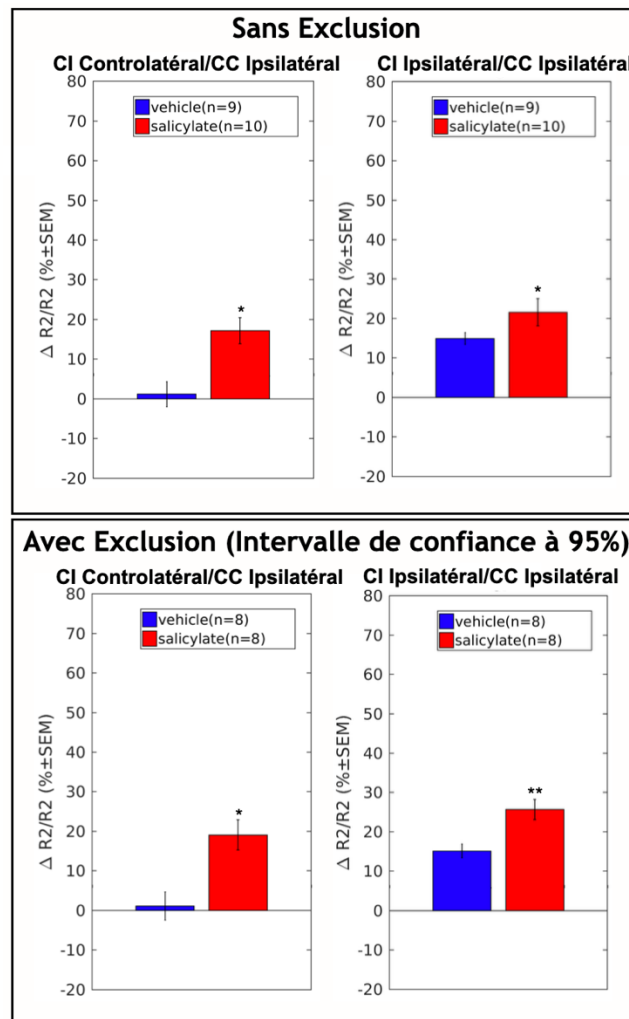 Sans Exclusion
CI Controlatéral/CC Ipsilatéral
80
70
60
50
40
30
20
10
0
-10
-20
Δ R2/R2 (%±SEM)
vehicle(n=9)
salicylate(n=10)
*
CI Ipsilatéral/CC Ipsilatéral
80
70
60
50
40
30
20
10
0
-10
-20
Δ R2/R2 (%±SEM)
vehicle(n=9)
salicylate(n=10)
*
Avec Exclusion (Intervalle de confiance à 95%)
CI Controlatéral/CC Ipsilatéral
80
70
60
50
40
30
20
10
0
-10
-20
Δ R2/R2 (%±SEM)
vehicle(n=8)
salicylate(n=8)
*
CI Ipsilatéral/CC Ipsilatéral
80
70
60
50
40
30
20
10
0
-10
-20
Δ R2/R2 (%±SEM)
vehicle(n=8)
salicylate(n=8)
**